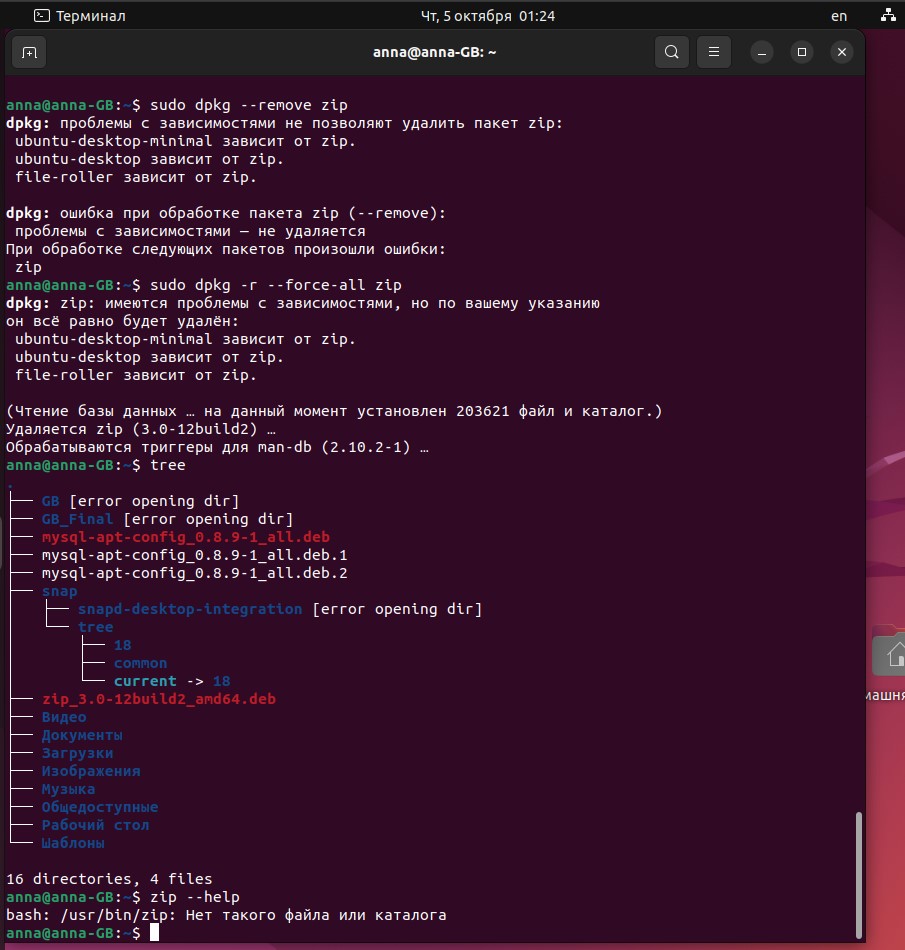 Терминал
Чт, 5 октября 01:24
en
anna@anna-GB: ~
anna@anna-GB:~$ sudo dpkg --remove zip
dpkg: проблемы с зависимостями не позволяют удалить пакет zip:
 ubuntu-desktop-minimal зависит от zip.
 ubuntu-desktop зависит от zip.
 file-roller зависит от zip.
dpkg: ошибка при обработке пакета zip (--remove):
 проблемы с зависимостями — не удаляется
При обработке следующих пакетов произошли ошибки:
 zip
anna@anna-GB:~$ sudo dpkg -r --force-all zip
dpkg: zip: имеются проблемы с зависимостями, но по вашему указанию
он всё равно будет удалён:
 ubuntu-desktop-minimal зависит от zip.
 ubuntu-desktop зависит от zip.
 file-roller зависит от zip.
(Чтение базы данных … на данный момент установлен 203621 файл и каталог.)
Удаляется zip (3.0-12build2) …
Обрабатываются триггеры для man-db (2.10.2-1) …
anna@anna-GB:~$ tree
.
├── GB [error opening dir]
├── GB_Final [error opening dir]
├── mysql-apt-config_0.8.9-1_all.deb
├── mysql-apt-config_0.8.9-1_all.deb.1
├── mysql-apt-config_0.8.9-1_all.deb.2
├── snap
│   ├── snapd-desktop-integration [error opening dir]
│   └── tree
│       ├── 18
│       ├── common
│       └── current -> 18
├── zip_3.0-12build2_amd64.deb
├── Видео
├── Документы
├── Загрузки
├── Изображения
├── Музыка
├── Общедоступные
├── Рабочий стол
└── Шаблоны
16 directories, 4 files
anna@anna-GB:~$ zip --help
bash: /usr/bin/zip: Нет такого файла или каталога
anna@anna-GB:~$